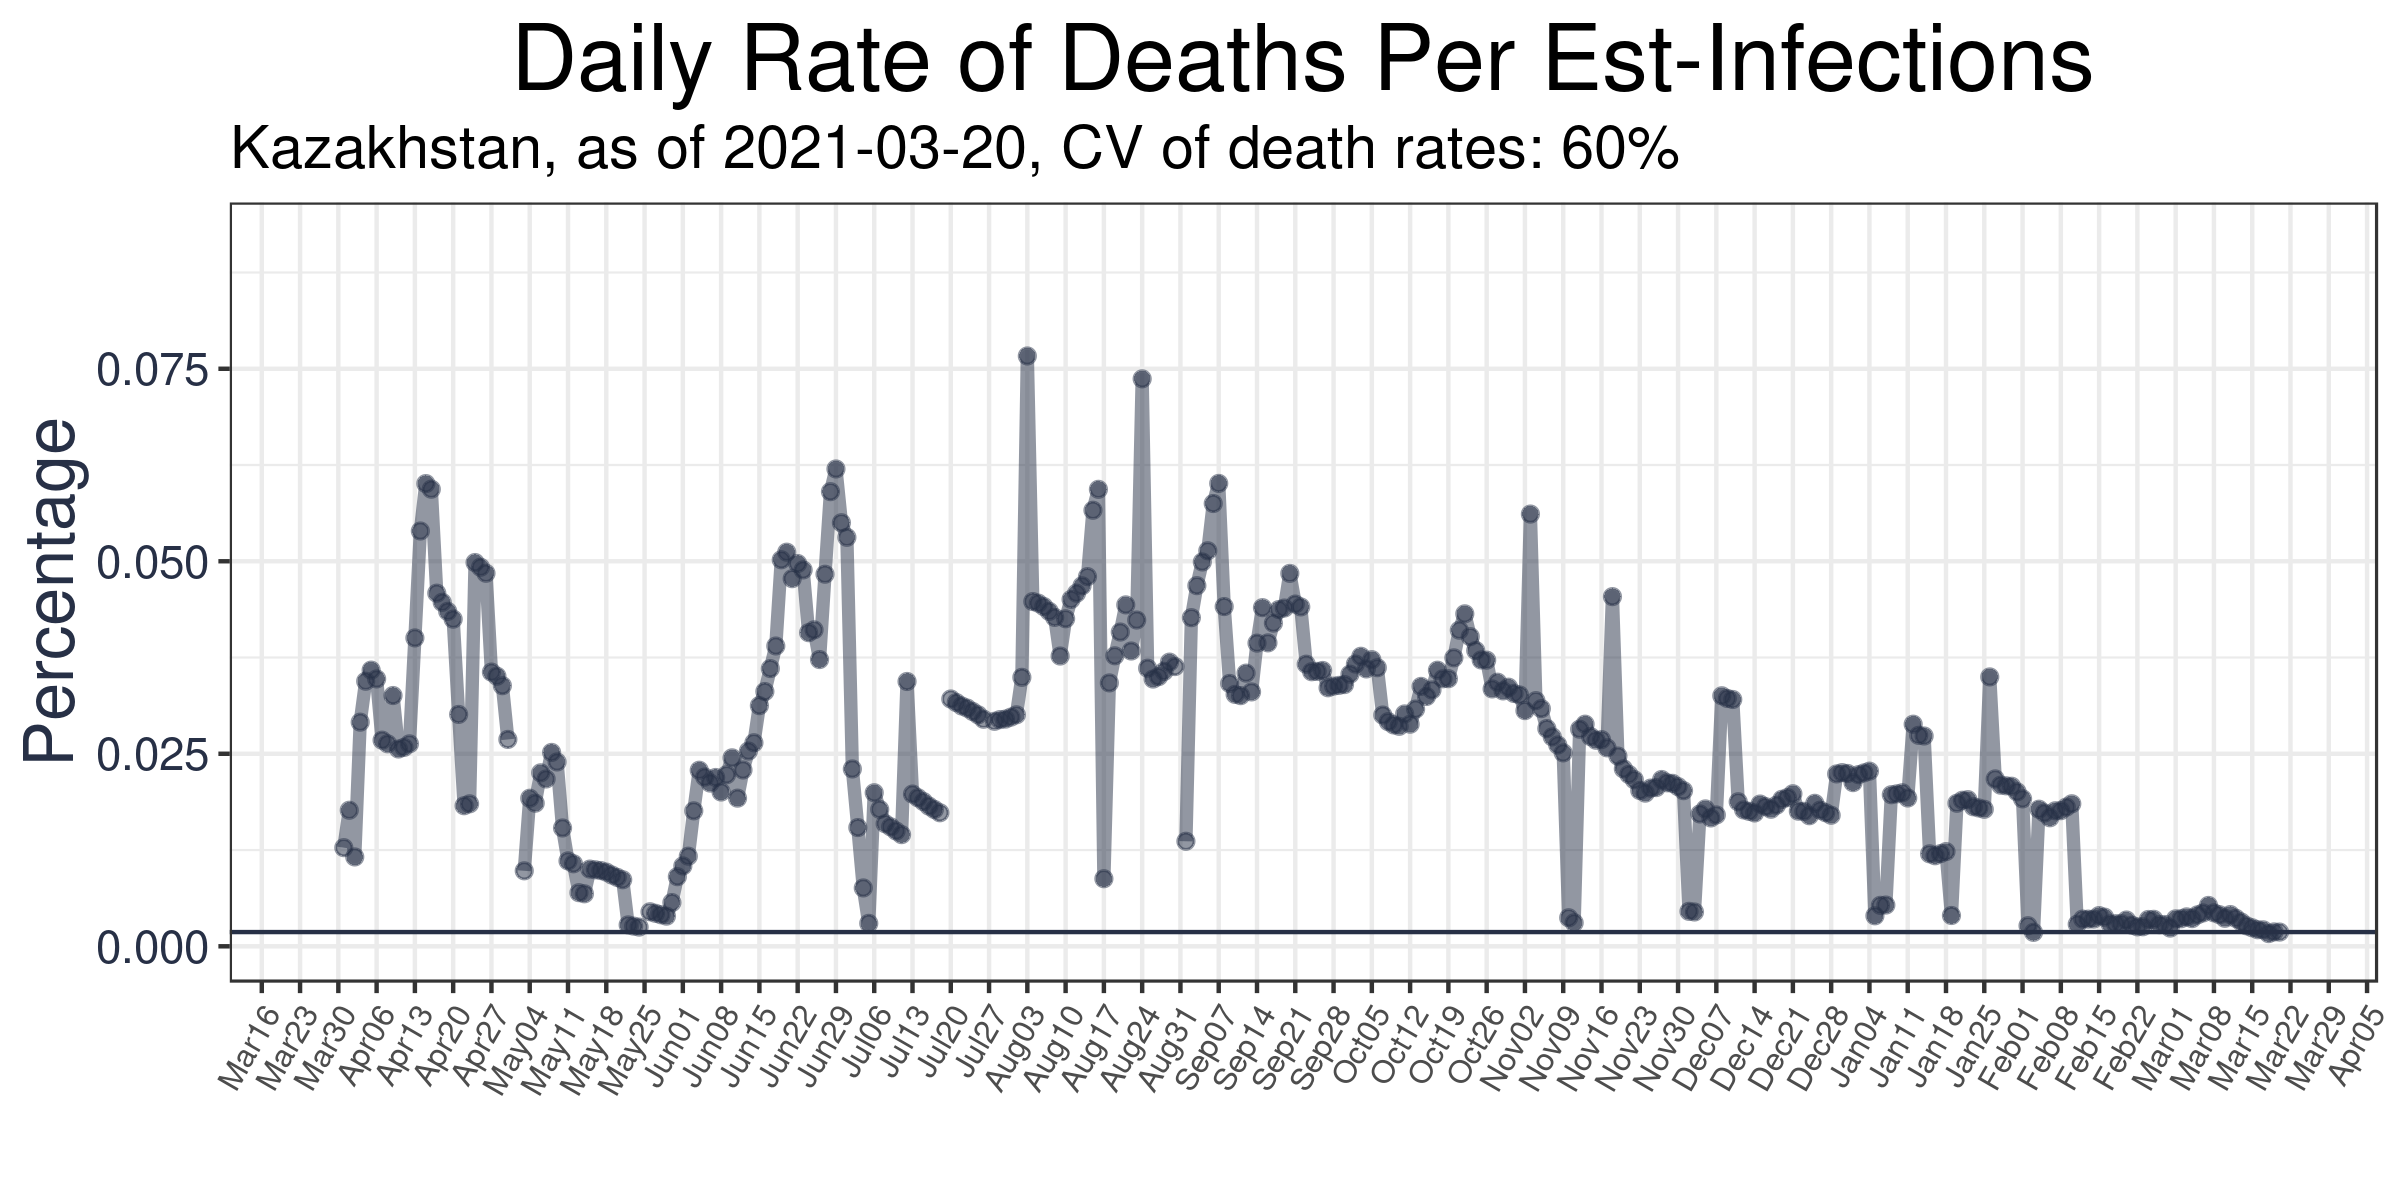 Daily Rate of Deaths Per Est-Infections
Kazakhstan, as of 2021-03-20, CV of death rates: 60%
Percentage
0.075
0.050
0.025
0.000
Mar16
Mar23
Mar30
Apr06
Apr13
Apr20
Apr27
May04
May11
May18
May25
Jun01
Jun08
Jun15
Jun22
Jun29
Jul06
Jul13
Jul20
Jul27
Aug03
Aug10
Aug17
Aug24
Aug31
Sep07
Sep14
Sep21
Sep28
Oct05
Oct12
Oct19
Oct26
Nov02
Nov09
Nov16
Nov23
Nov30
Dec07
Dec14
Dec21
Dec28
Jan04
Jan11
Jan18
Jan25
Feb01
Feb08
Feb15
Feb22
Mar01
Mar08
Mar15
Mar22
Mar29
Apr05